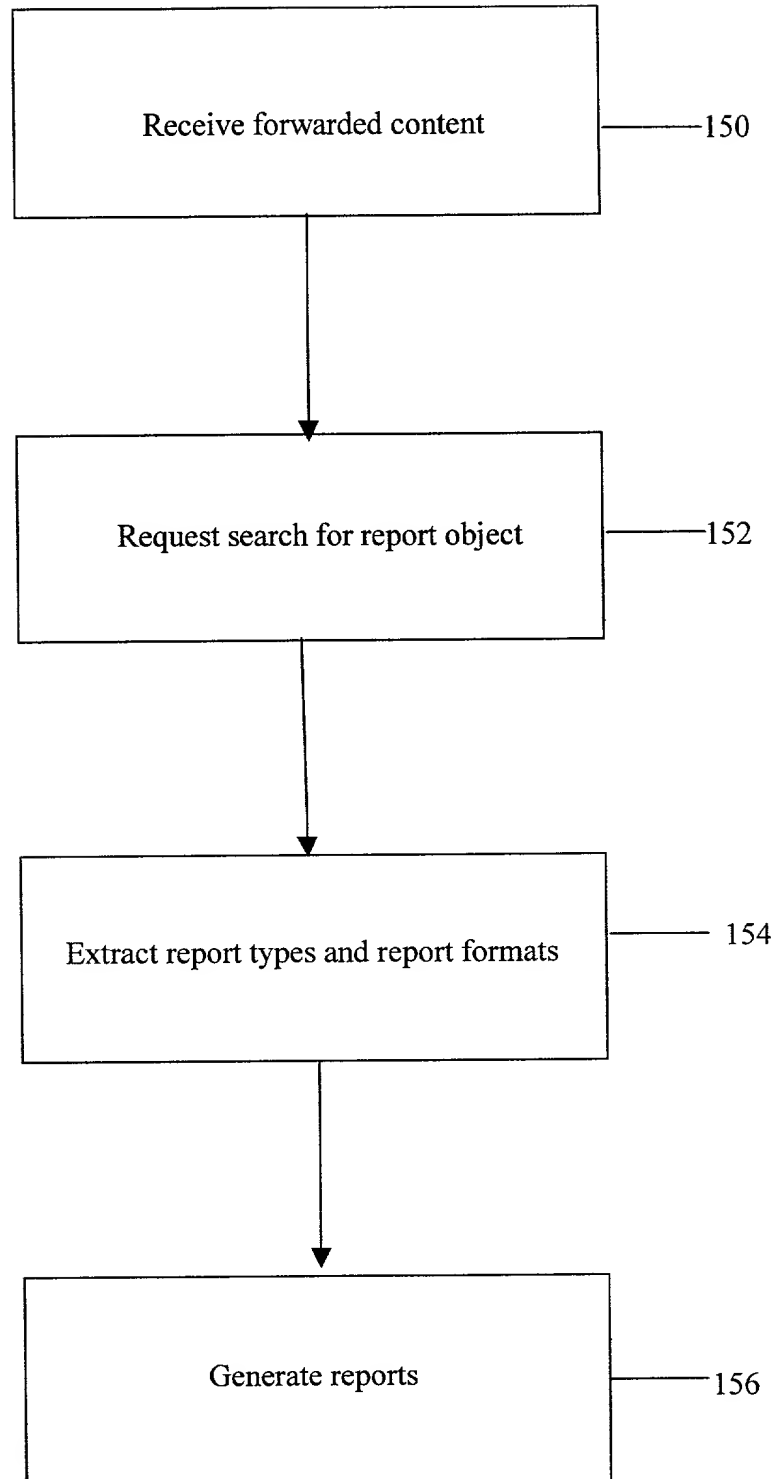 Receive forwarded content
150
Request search for report object
152
Extract report types and report formats
154
Generate reports
156